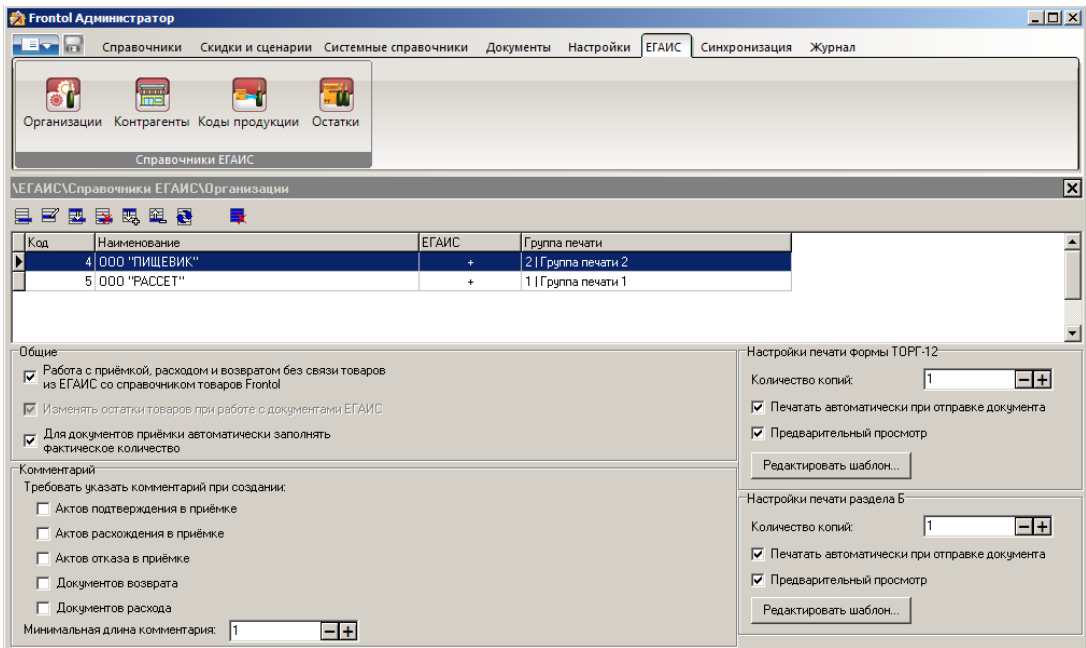 Frontol Администратор
Справочники Скидки и сценарии Системные справочники Документы Настройки ЕГАИС Синхронизация Журнал
Организации Контрагенты Коды продукции Остатки
Справочники ЕГАИС
\ЕГАИС\Справочники ЕГАИС\Организации
Код Наименование ЕГАИС Группа печати
4 ООО "ПИЩЕВИК" + 2 | Группа печати 2
5 ООО "РАССЕТ" + 1 | Группа печати 1
Общие
Работа с приёмкой, расходом и возвратом без связи товаров
из ЕГАИС со справочником товаров Frontol
Изменять остатки товаров при работе с документами ЕГАИС
Для документов приёмки автоматически заполнять
фактическое количество
Комментарий
Требовать указать комментарий при создании:
Актов подтверждения в приёмке
Актов расхождения в приёмке
Актов отказа в приёмке
Документов возврата
Документов расхода
Минимальная длина комментария: 1
Настройки печати формы ТОРГ-12
Количество копий: 1
Печатать автоматически при отправке документа
Предварительный просмотр
Редактировать шаблон...
Настройки печати раздела Б
Количество копий: 1
Печатать автоматически при отправке документа
Предварительный просмотр
Редактировать шаблон...